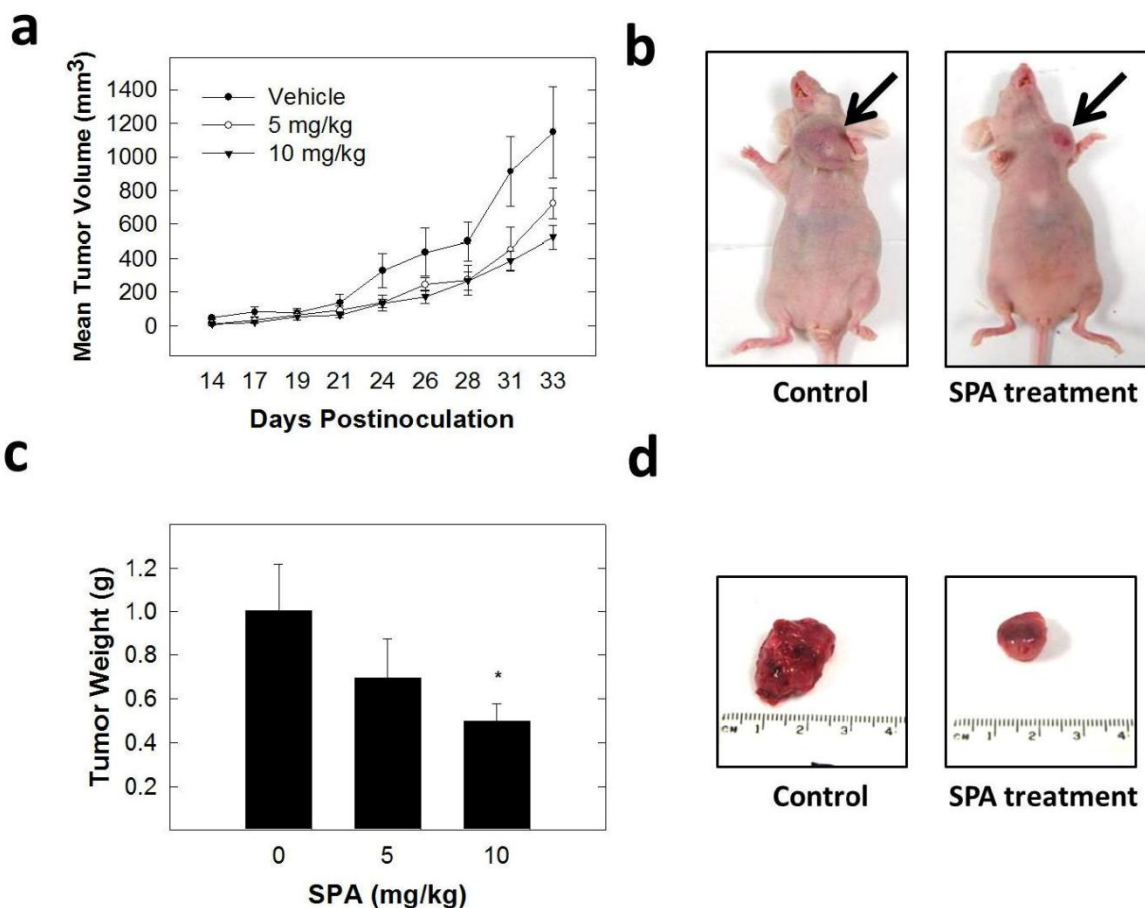 a
Mean Tumor Volume (mm³)
1400
1200
1000
800
600
400
200
0
Vehicle
5 mg/kg
10 mg/kg
14 17 19 21 24 26 28 31 33
Days Postinoculation
b
Control
SPA treatment
c
Tumor Weight (g)
1.2
1.0
0.8
0.6
0.4
0.2
*
0 5 10
SPA (mg/kg)
d
CM 1 2 3 4
Control
CM 1 2 3 4
SPA treatment